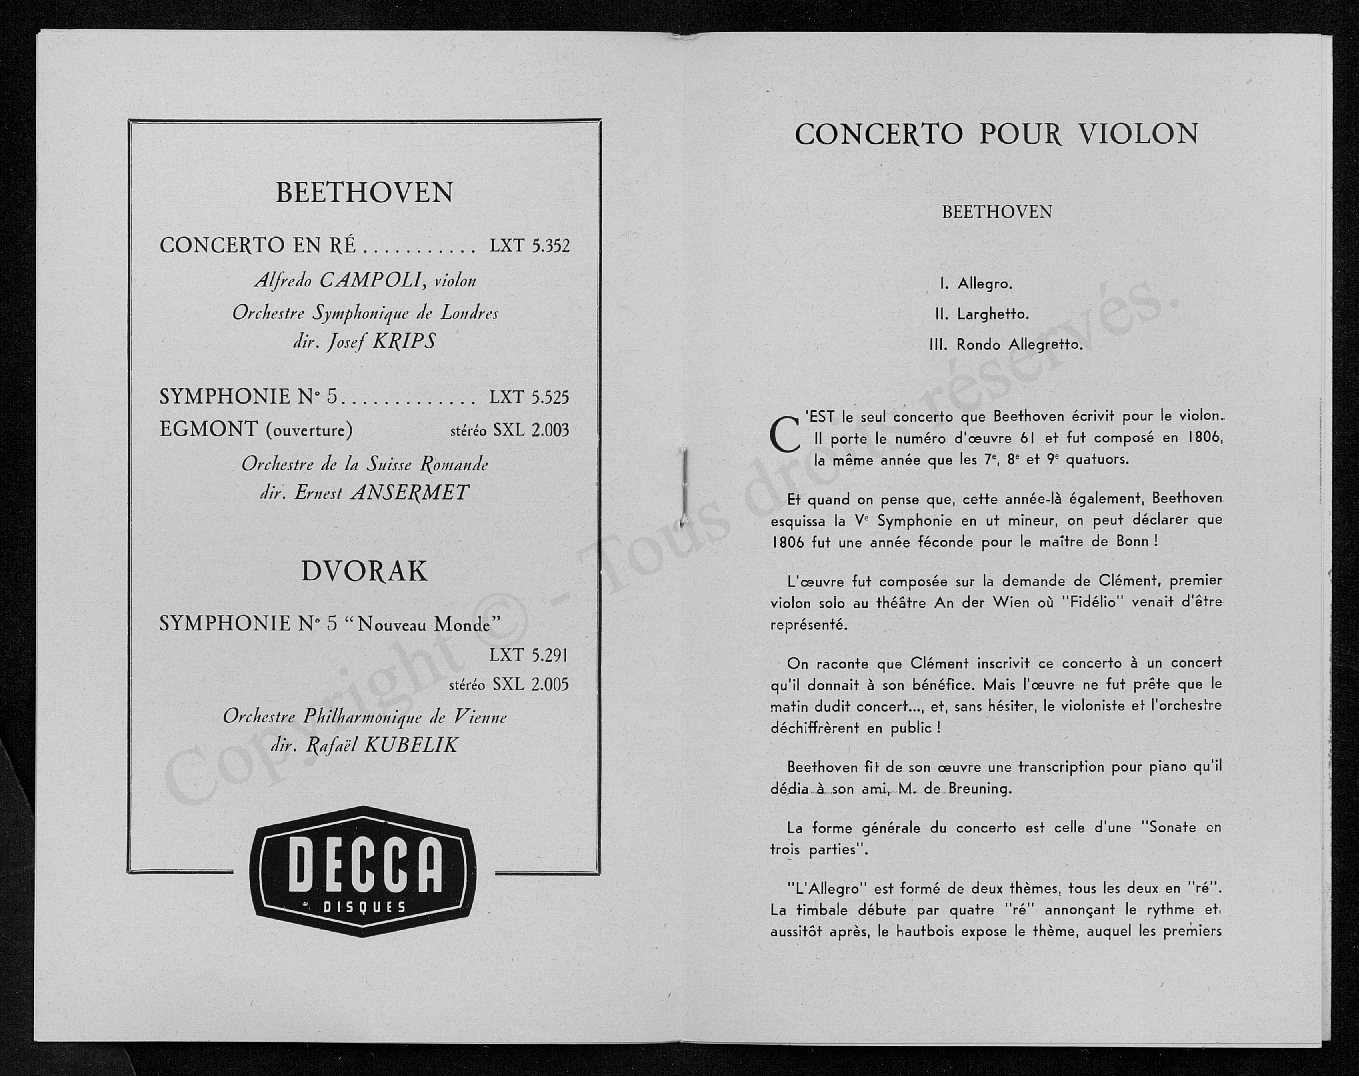 BEETHOVEN
CONCERTO EN RÉ ........... LXT 5.352
Alfredo CAMPOLI, violon
Orchestre Symphonique de Londres
dir. Josef KRIPS
SYMPHONIE N° 5 ............. LXT 5.525
EGMONT (ouverture) stéréo SXL 2.003
Orchestre de la Suisse Romande
dir. Ernest ANSERMET
DVORAK
SYMPHONIE N° 5 “Nouveau Monde”
LXT 5.291
stéréo SXL 2.005
Orchestre Philharmonique de Vienne
dir. Rafaël KUBELIK
DECCA
DISQUES
CONCERTO POUR VIOLON
BEETHOVEN
I. Allegro.
II. Larghetto.
III. Rondo Allegretto.
C'EST le seul concerto que Beethoven écrivit pour le violon.
Il porte le numéro d'œuvre 61 et fut composé en 1806,
la même année que les 7e, 8e et 9e quatuors.
Et quand on pense que, cette année-là également, Beethoven
esquissa la Ve Symphonie en ut mineur, on peut déclarer que
1806 fut une année féconde pour le maître de Bonn !
L'œuvre fut composée sur la demande de Clément, premier
violon solo au théâtre An der Wien où "Fidélio" venait d'être
représenté.
On raconte que Clément inscrivit ce concerto à un concert
qu'il donnait à son bénéfice. Mais l'œuvre ne fut prête que le
matin dudit concert..., et, sans hésiter, le violoniste et l'orchestre
déchiffrèrent en public !
Beethoven fit de son œuvre une transcription pour piano qu'il
dédia à son ami, M. de Breuning.
La forme générale du concerto est celle d'une "Sonate en
trois parties".
"L'Allegro" est formé de deux thèmes, tous les deux en "ré".
La timbale débute par quatre "ré" annonçant le rythme et,
aussitôt après, le hautbois expose le thème, auquel les premiers
Copyright © - Tous droits réservés.